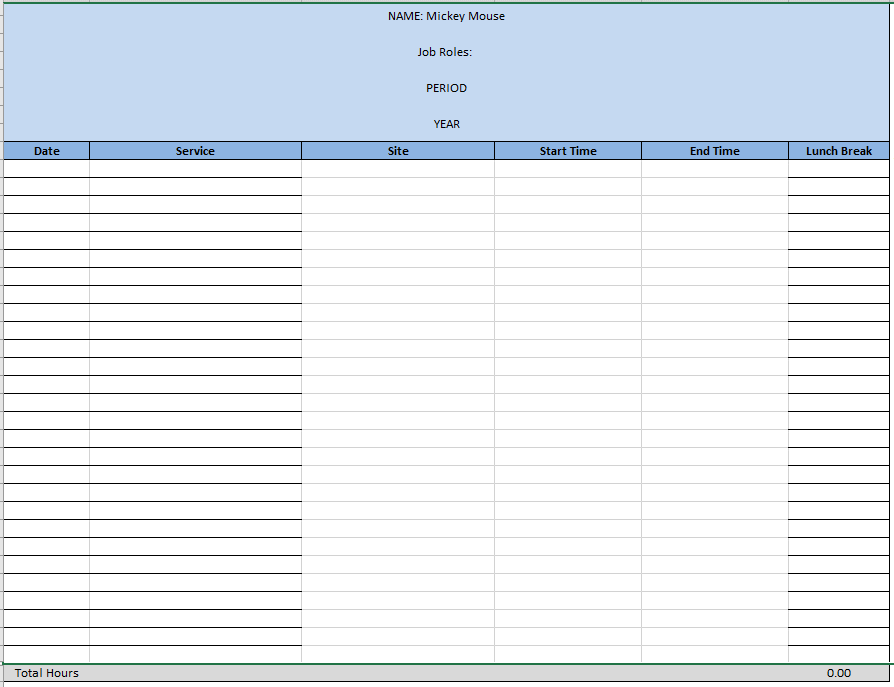 NAME: Mickey Mouse
Job Roles:
PERIOD
YEAR
Date Service Site Start Time End Time Lunch Break
Total Hours 0.00